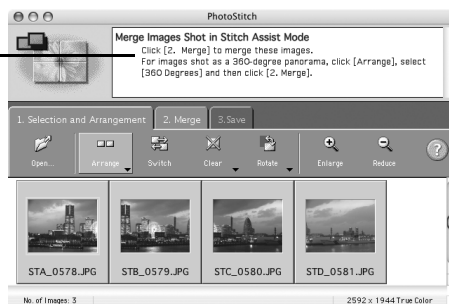 PhotoStitch
Merge Images Shot in Stitch Assist Mode
Click [2. Merge] to merge these images.
For images shot as a 360-degree panorama, click [Arrange], select
[360 Degrees] and then click [2. Merge].
1. Selection and Arrangement 2. Merge 3.Save
Open... Arrange Switch Clear Rotate Enlarge Reduce ?
STA_0578.JPG STB_0579.JPG STC_0580.JPG STD_0581.JPG
No. of Images: 3 2592 x 1944 True Color